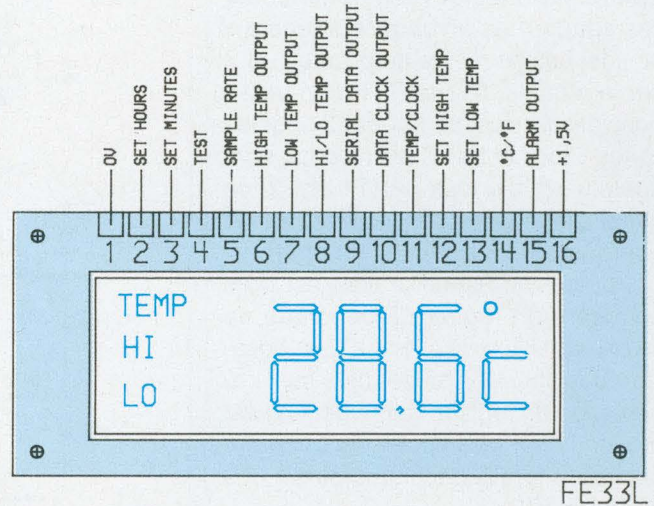 0V
SET HOURS
SET MINUTES
TEST
SAMPLE RATE
HIGH TEMP OUTPUT
LOW TEMP OUTPUT
HI/LO TEMP OUTPUT
SERIAL DATA OUTPUT
DATA CLOCK OUTPUT
TEMP/CLOCK
SET HIGH TEMP
SET LOW TEMP
°C/°F
ALARM OUTPUT
+1,5V
1 2 3 4 5 6 7 8 9 10 11 12 13 14 15 16
TEMP
HI
LO
28.6°C
FE33L